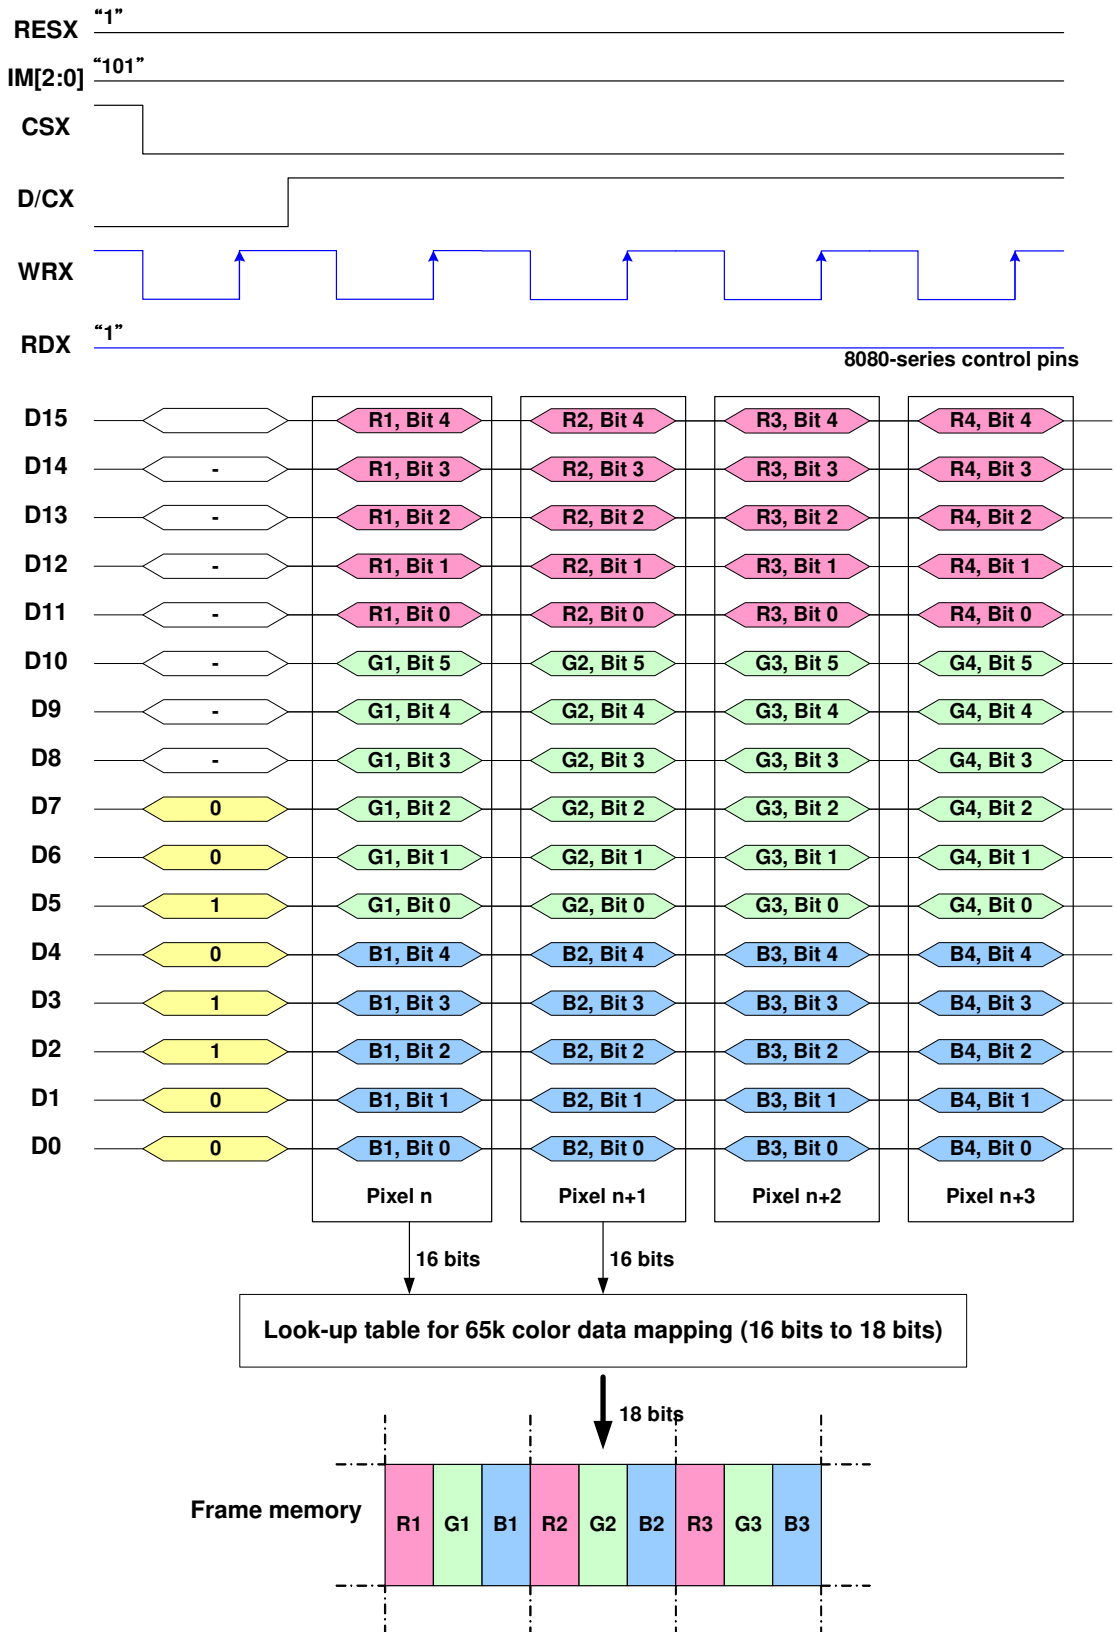 RESX “1”
IM[2:0] “101”
CSX
D/CX
WRX
RDX “1”
8080-series control pins
D15 R1, Bit 4 R2, Bit 4 R3, Bit 4 R4, Bit 4
D14 - R1, Bit 3 R2, Bit 3 R3, Bit 3 R4, Bit 3
D13 - R1, Bit 2 R2, Bit 2 R3, Bit 2 R4, Bit 2
D12 - R1, Bit 1 R2, Bit 1 R3, Bit 1 R4, Bit 1
D11 - R1, Bit 0 R2, Bit 0 R3, Bit 0 R4, Bit 0
D10 - G1, Bit 5 G2, Bit 5 G3, Bit 5 G4, Bit 5
D9 - G1, Bit 4 G2, Bit 4 G3, Bit 4 G4, Bit 4
D8 - G1, Bit 3 G2, Bit 3 G3, Bit 3 G4, Bit 3
D7 0 G1, Bit 2 G2, Bit 2 G3, Bit 2 G4, Bit 2
D6 0 G1, Bit 1 G2, Bit 1 G3, Bit 1 G4, Bit 1
D5 1 G1, Bit 0 G2, Bit 0 G3, Bit 0 G4, Bit 0
D4 0 B1, Bit 4 B2, Bit 4 B3, Bit 4 B4, Bit 4
D3 1 B1, Bit 3 B2, Bit 3 B3, Bit 3 B4, Bit 3
D2 1 B1, Bit 2 B2, Bit 2 B3, Bit 2 B4, Bit 2
D1 0 B1, Bit 1 B2, Bit 1 B3, Bit 1 B4, Bit 1
D0 0 B1, Bit 0 B2, Bit 0 B3, Bit 0 B4, Bit 0
Pixel n Pixel n+1 Pixel n+2 Pixel n+3
16 bits 16 bits
Look-up table for 65k color data mapping (16 bits to 18 bits)
18 bits
Frame memory R1 G1 B1 R2 G2 B2 R3 G3 B3